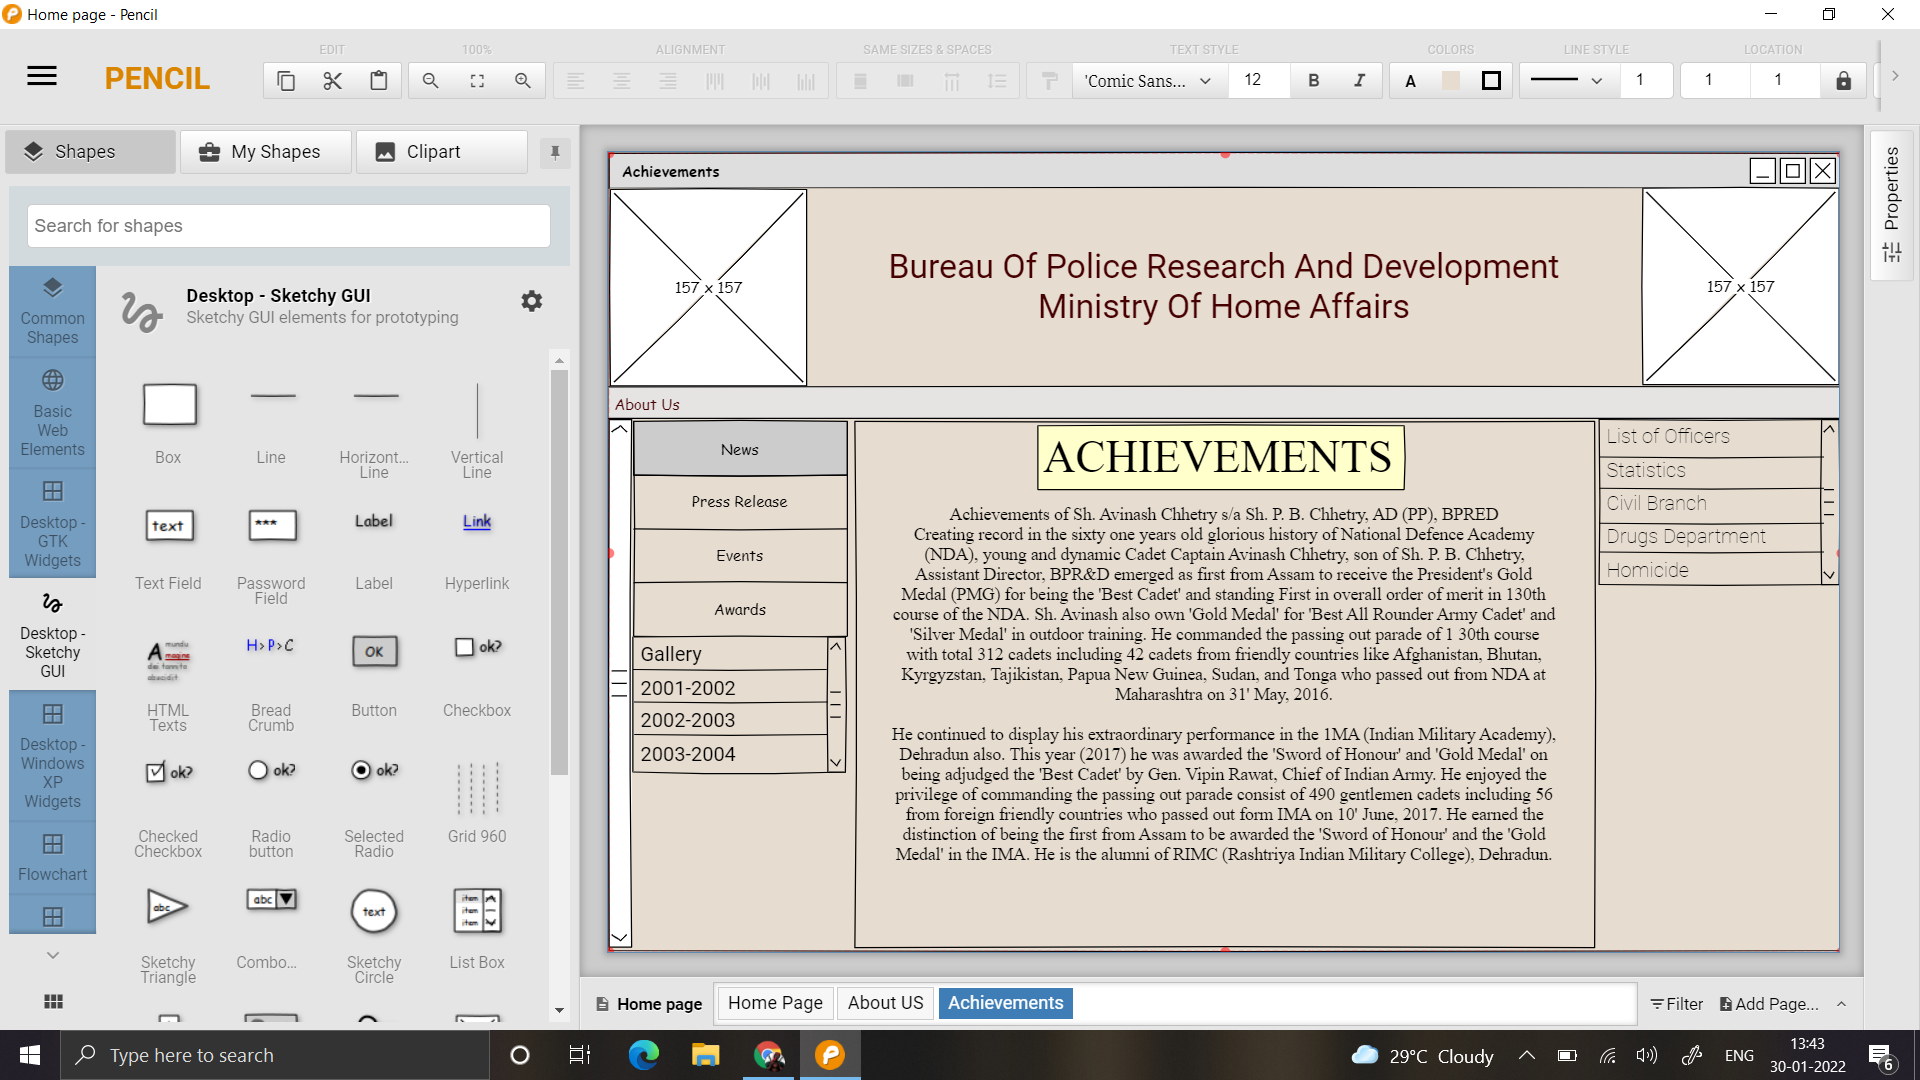 Home page - Pencil
EDIT
100%
ALIGNMENT
SAME SIZES & SPACES
TEXT STYLE
COLORS
LINE STYLE
LOCATION
PENCIL
'Comic Sans...
12
B
I
A
1
1
1
Shapes
My Shapes
Clipart
Search for shapes
Common
Shapes
Basic
Web
Elements
Desktop -
GTK
Widgets
Desktop -
Sketchy
GUI
Desktop -
Windows
XP
Widgets
Flowchart
Desktop - Sketchy GUI
Sketchy GUI elements for prototyping
Box
Line
Horizont...
Line
Vertical
Line
text
***
Label
Link
Text Field
Password
Field
Label
Hyperlink
A
mundu
magine
H>P>C
OK
ok?
HTML
Texts
Bread
Crumb
Button
Checkbox
ok?
ok?
ok?
Checked
Checkbox
Radio
button
Selected
Radio
Grid 960
abc
abc
text
item
item
item
Sketchy
Triangle
Combo...
Sketchy
Circle
List Box
Achievements
157 x 157
Bureau Of Police Research And Development
Ministry Of Home Affairs
157 x 157
About Us
News
Press Release
Events
Awards
Gallery
2001-2002
2002-2003
2003-2004
ACHIEVEMENTS
Achievements of Sh. Avinash Chhetry s/a Sh. P. B. Chhetry, AD (PP), BPRED
Creating record in the sixty one years old glorious history of National Defence Academy
(NDA), young and dynamic Cadet Captain Avinash Chhetry, son of Sh. P. B. Chhetry,
Assistant Director, BPR&D emerged as first from Assam to receive the President's Gold
Medal (PMG) for being the 'Best Cadet' and standing First in overall order of merit in 130th
course of the NDA. Sh. Avinash also own 'Gold Medal' for 'Best All Rounder Army Cadet' and
'Silver Medal' in outdoor training. He commanded the passing out parade of 1 30th course
with total 312 cadets including 42 cadets from friendly countries like Afghanistan, Bhutan,
Kyrgyzstan, Tajikistan, Papua New Guinea, Sudan, and Tonga who passed out from NDA at
Maharashtra on 31' May, 2016.
He continued to display his extraordinary performance in the 1MA (Indian Military Academy),
Dehradun also. This year (2017) he was awarded the 'Sword of Honour' and 'Gold Medal' on
being adjudged the 'Best Cadet' by Gen. Vipin Rawat, Chief of Indian Army. He enjoyed the
privilege of commanding the passing out parade consist of 490 gentlemen cadets including 56
from foreign friendly countries who passed out form IMA on 10' June, 2017. He earned the
distinction of being the first from Assam to be awarded the 'Sword of Honour' and the 'Gold
Medal' in the IMA. He is the alumni of RIMC (Rashtriya Indian Military College), Dehradun.
List of Officers
Statistics
Civil Branch
Drugs Department
Homicide
Properties
Home page
Home Page
About US
Achievements
Filter
Add Page...
Type here to search
29°C Cloudy
ENG
13:43
30-01-2022
6